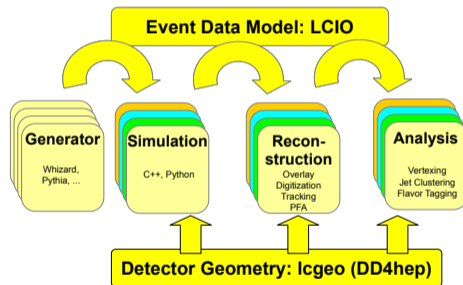 Event Data Model: LCIO
Generator
Whizard,
Pythia, ...
Simulation
C++, Python
Recon-
struction
Overlay
Digitization
Tracking
PFA
Analysis
Vertexing
Jet Clustering
Flavor Tagging
Detector Geometry: lcgeo (DD4hep)